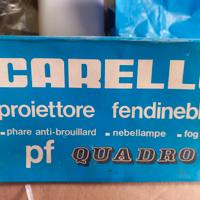 CARELL
proiettore fendinebb
- phare anti-brouillard - nebellampe - fog
pf QUADRO